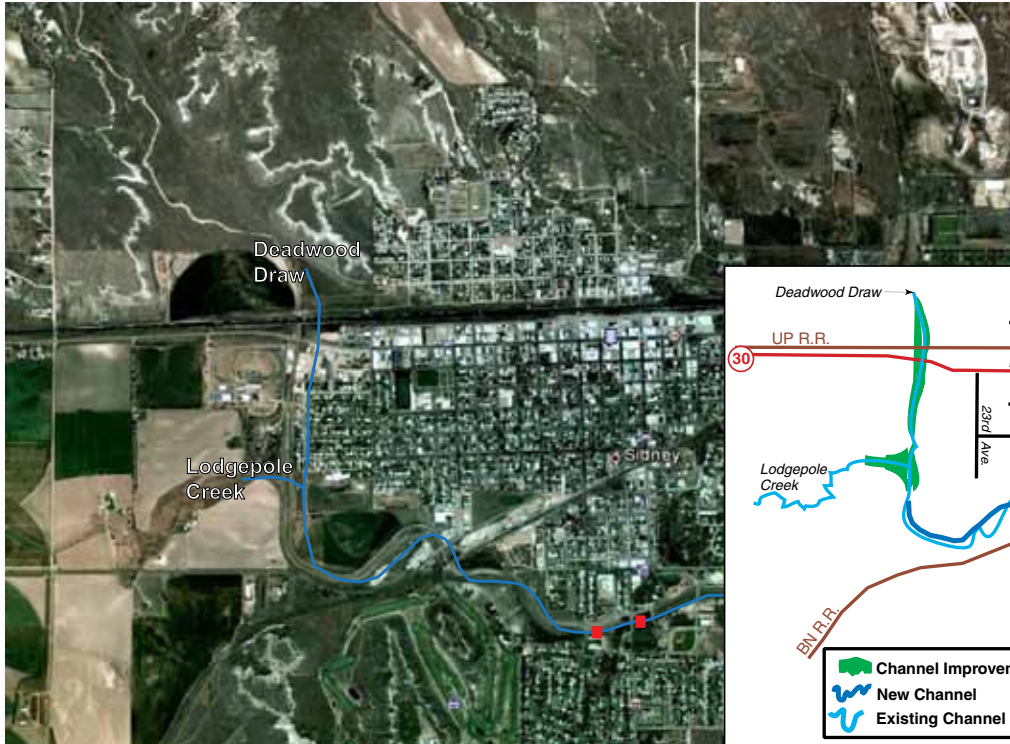 Deadwood
Draw
Lodgepole
Creek
Sidney
Deadwood Draw
UP R.R.
30
23rd
Ave.
Lodgepole
Creek
BN R.R.
Channel Improvem
New Channel
Existing Channel